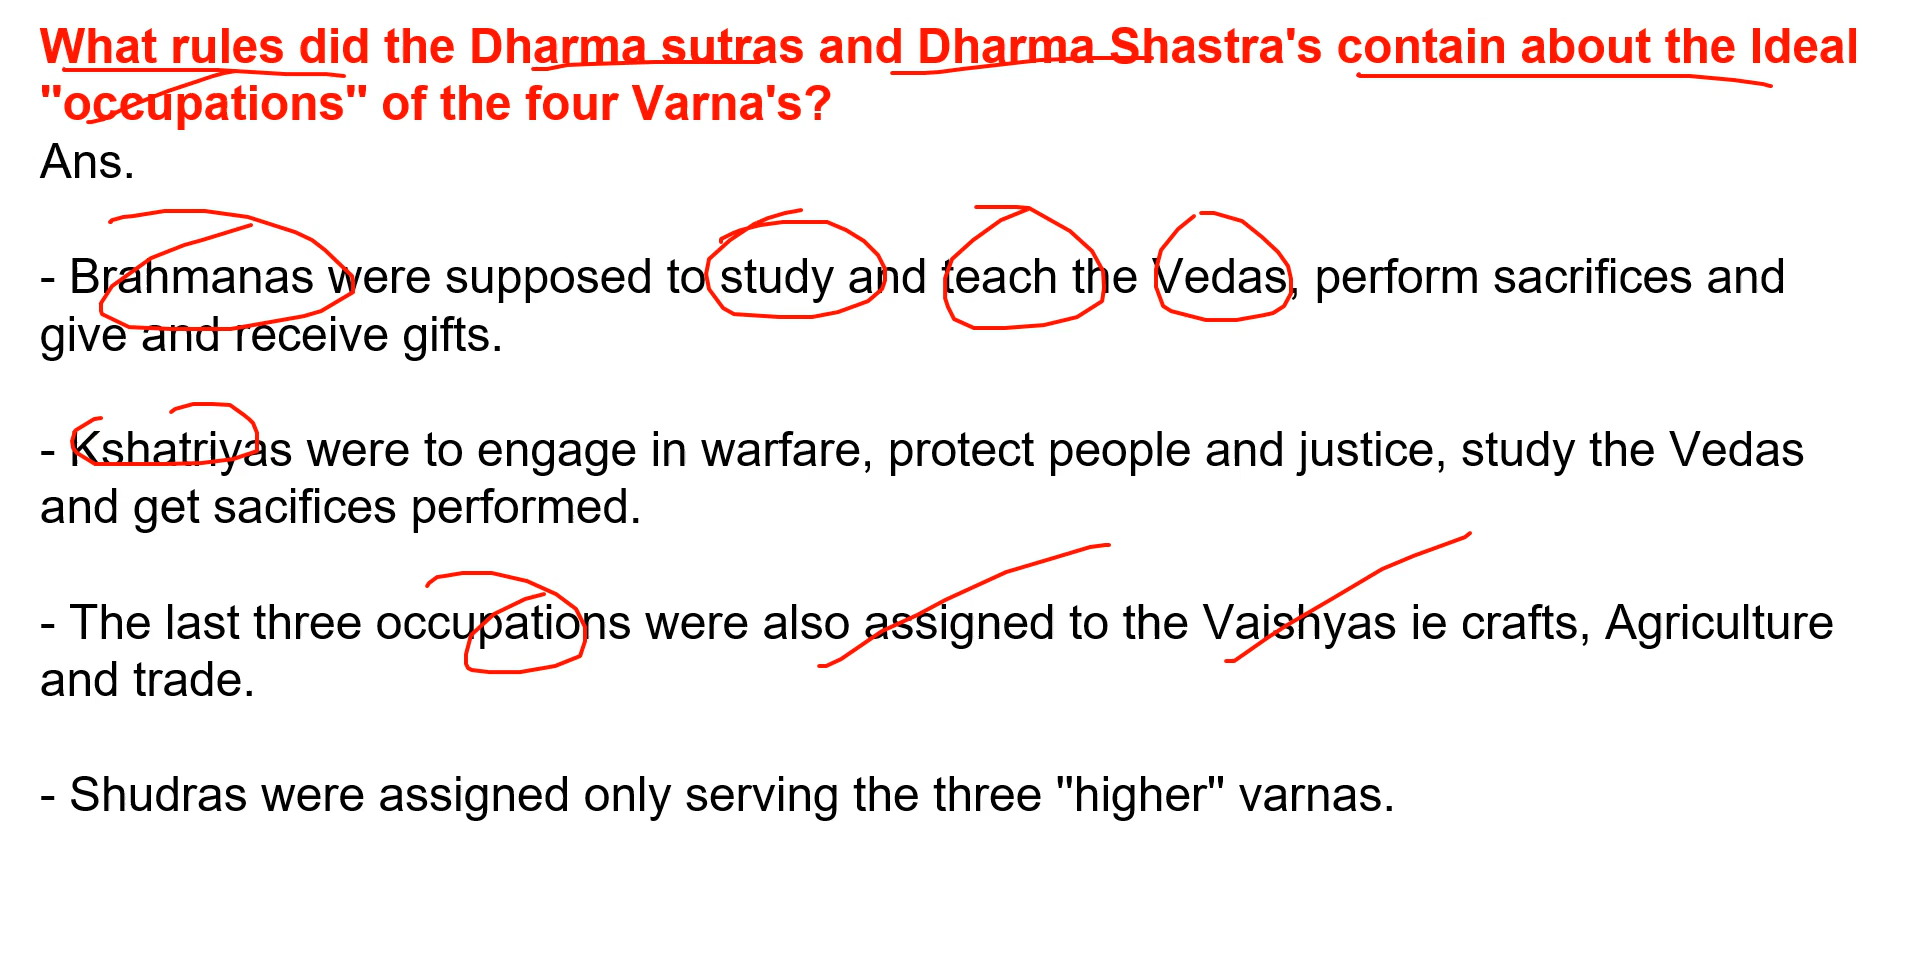 What rules did the Dharma sutras and Dharma Shastra's contain about the Ideal
"occupations" of the four Varna's?
Ans.
- Brahmanas were supposed to study and teach the Vedas, perform sacrifices and
give and receive gifts.
- Kshatriyas were to engage in warfare, protect people and justice, study the Vedas
and get sacifices performed.
- The last three occupations were also assigned to the Vaishyas ie crafts, Agriculture
and trade.
- Shudras were assigned only serving the three "higher" varnas.